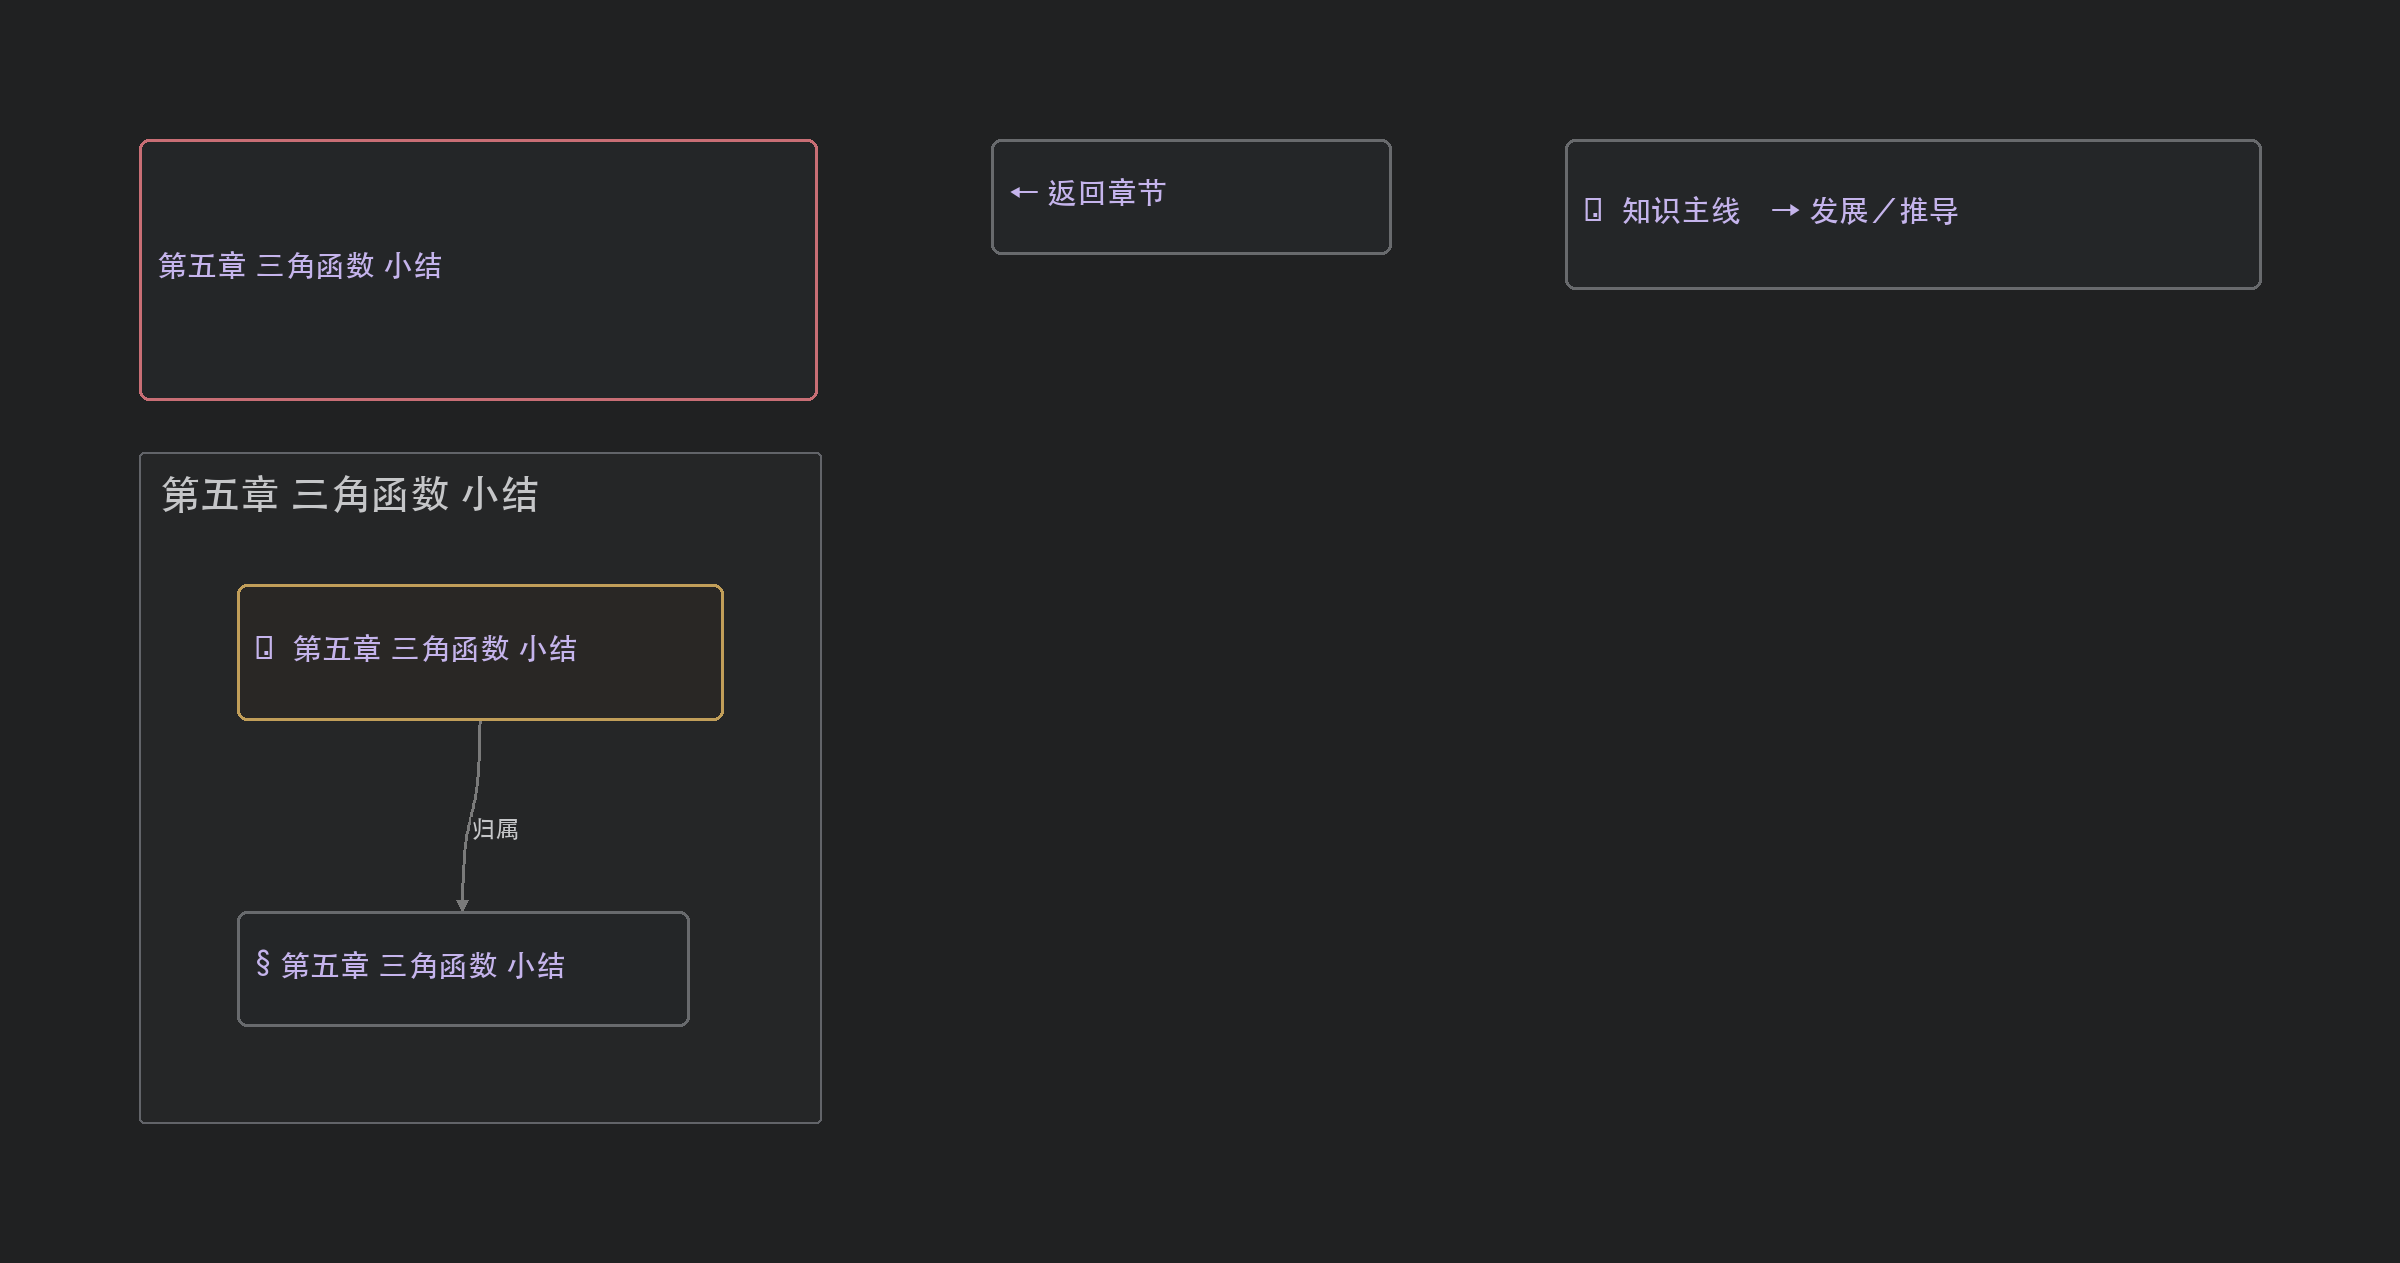 第五章 三角函数 小结
← 返回章节
知识主线 → 发展／推导
第五章 三角函数 小结
第五章 三角函数 小结
归属
§ 第五章 三角函数 小结